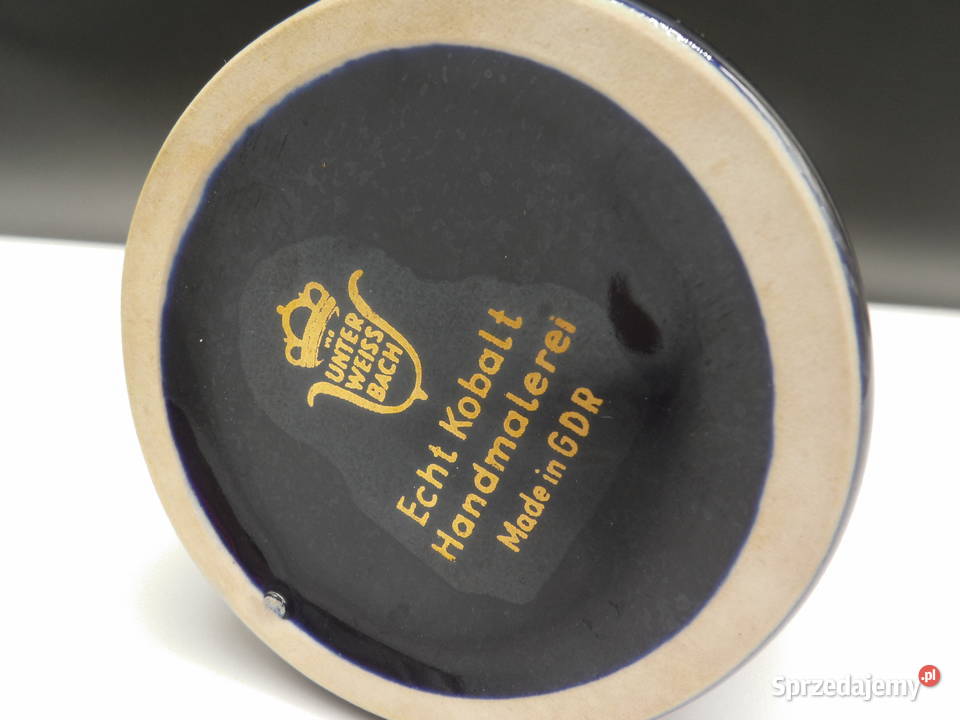 VEB
UNTER
WEISS
BACH
Echt Kobalt
Handmalerei
Made in GDR
Sprzedajemy.pl